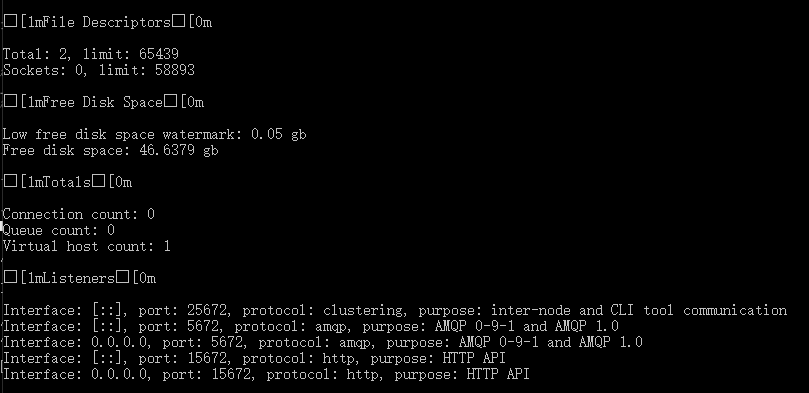 □[1mFile Descriptors□[0m
Total: 2, limit: 65439
Sockets: 0, limit: 58893
□[1mFree Disk Space□[0m
Low free disk space watermark: 0.05 gb
Free disk space: 46.6379 gb
□[1mTotals□[0m
Connection count: 0
Queue count: 0
Virtual host count: 1
□[1mListeners□[0m
Interface: [::], port: 25672, protocol: clustering, purpose: inter-node and CLI tool communication
Interface: [::], port: 5672, protocol: amqp, purpose: AMQP 0-9-1 and AMQP 1.0
Interface: 0.0.0.0, port: 5672, protocol: amqp, purpose: AMQP 0-9-1 and AMQP 1.0
Interface: [::], port: 15672, protocol: http, purpose: HTTP API
Interface: 0.0.0.0, port: 15672, protocol: http, purpose: HTTP API